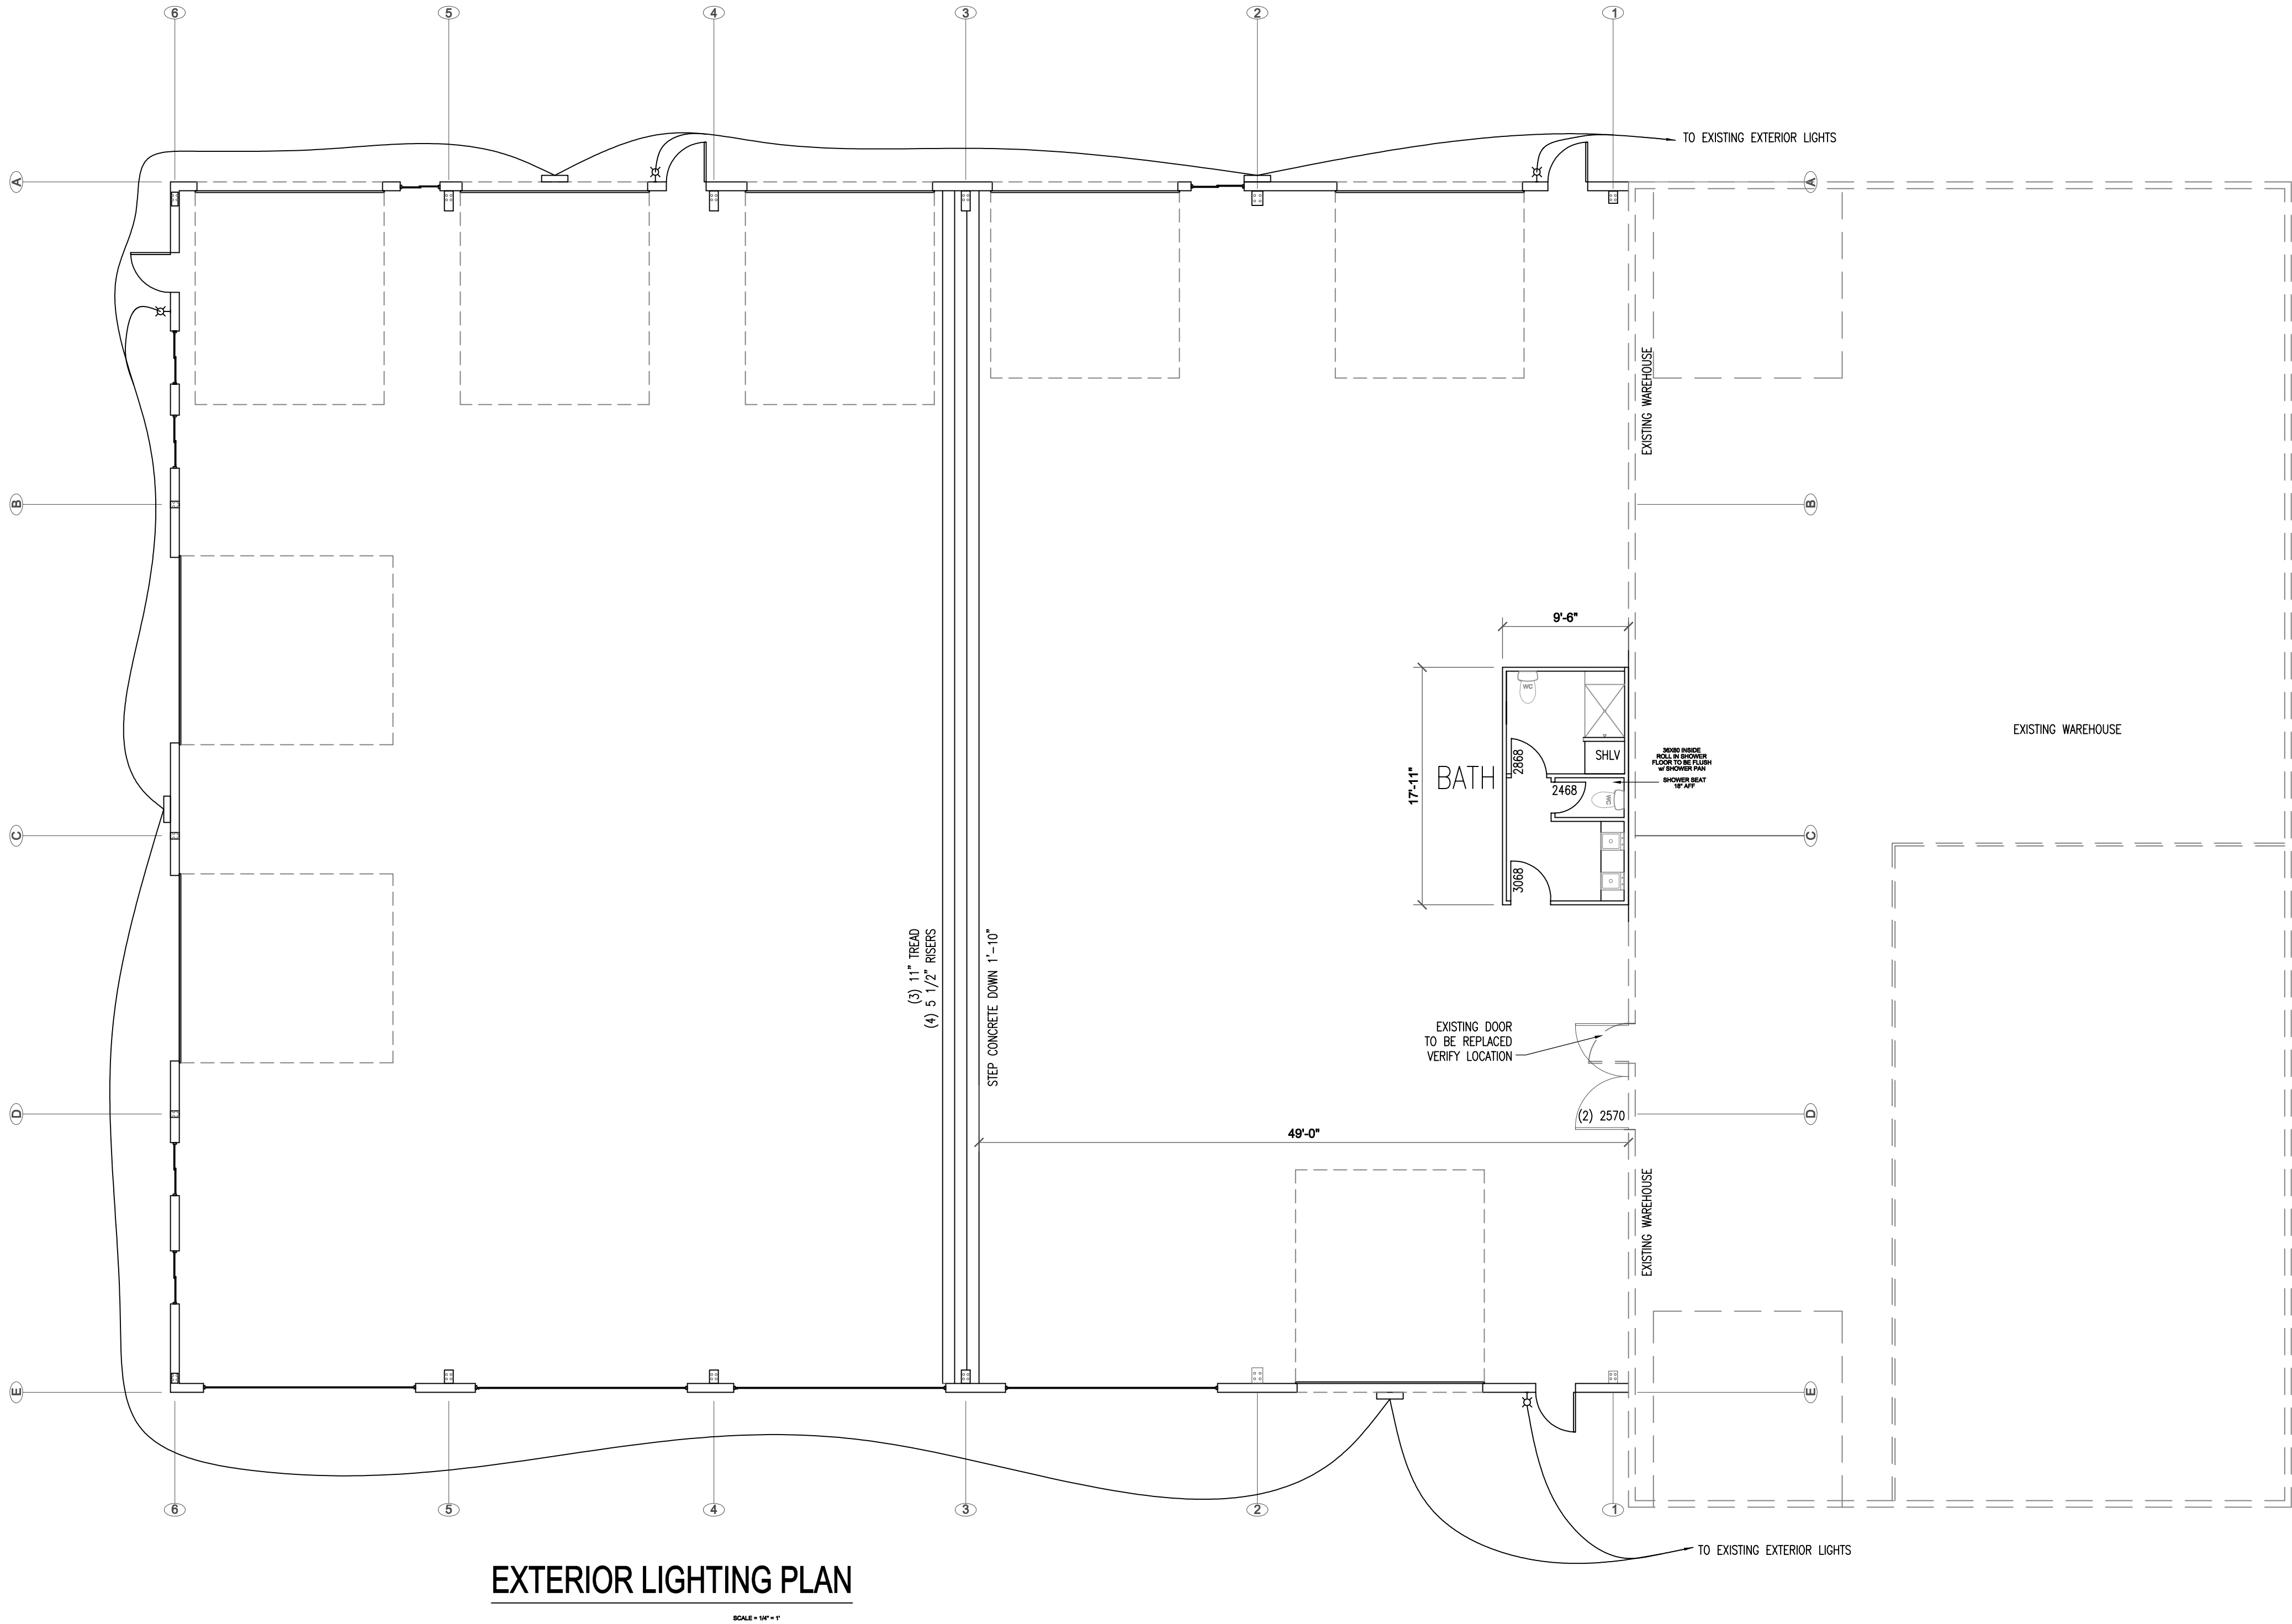 6
5
4
3
2
1
TO EXISTING EXTERIOR LIGHTS
A
A
EXISTING WAREHOUSE
B
B
9'-6"
WC
17'-11"
BATH
2868
SHLV
2468
WC
3068
36X60 INSIDE
ROLL IN SHOWER
FLOOR TO BE FLUSH
w/ SHOWER PAN
SHOWER SEAT
18" AFF
EXISTING WAREHOUSE
C
C
(3) 11" TREAD
(4) 5 1/2" RISERS
STEP CONCRETE DOWN 1'-10"
EXISTING DOOR
TO BE REPLACED
VERIFY LOCATION
D
(2) 2570
D
49'-0"
EXISTING WAREHOUSE
E
E
6
5
4
3
2
1
TO EXISTING EXTERIOR LIGHTS
EXTERIOR LIGHTING PLAN
SCALE = 1/4" = 1'